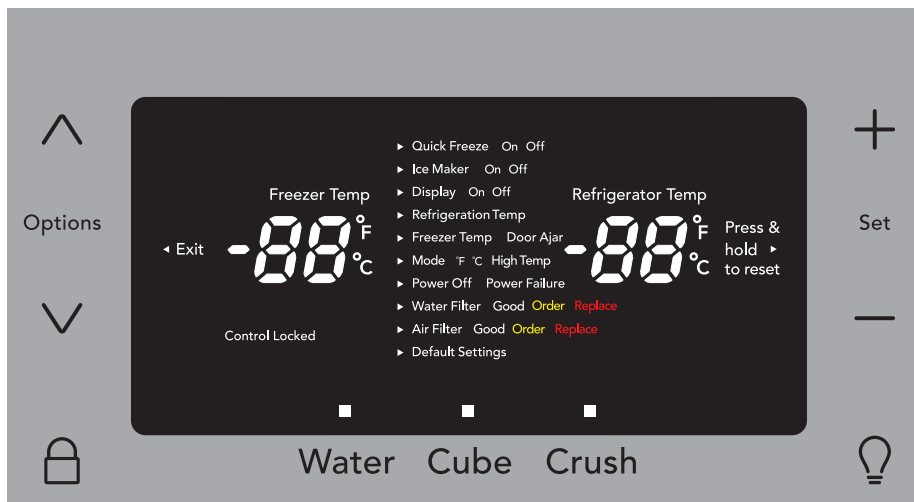 Options
◂ Exit
Freezer Temp
-88 °F °C
Control Locked
▸ Quick Freeze On Off
▸ Ice Maker On Off
▸ Display On Off
▸ Refrigeration Temp
▸ Freezer Temp Door Ajar
▸ Mode °F °C High Temp
▸ Power Off Power Failure
▸ Water Filter Good Order Replace
▸ Air Filter Good Order Replace
▸ Default Settings
Refrigerator Temp
-88 °F °C
Press &
hold ▸
to reset
Set
Water Cube Crush